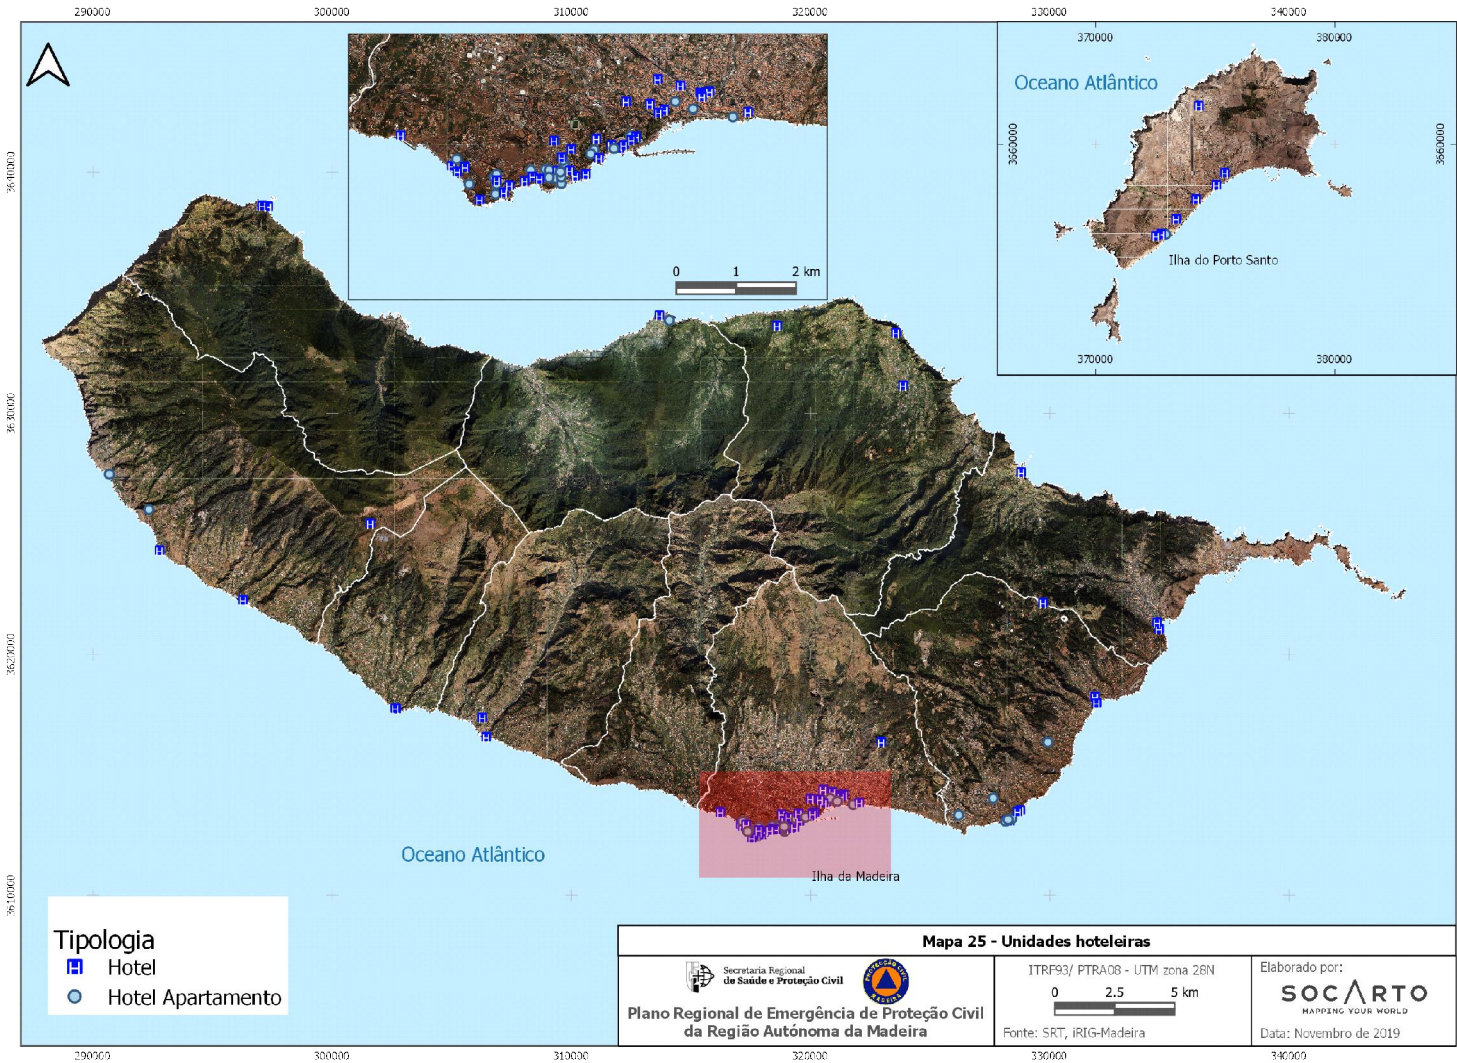 290000
300000
310000
320000
330000
340000
370000
380000
Oceano Atlântico
3660000
3660000
3640000
Ilha do Porto Santo
0 1 2 km
370000
380000
3630000
3620000
Oceano Atlântico
Ilha da Madeira
3610000
Tipologia
H Hotel
Hotel Apartamento
Mapa 25 - Unidades hoteleiras
Secretaria Regional
de Saúde e Proteção Civil
PROTECÇÃO CIVIL
MADEIRA
Plano Regional de Emergência de Proteção Civil
da Região Autónoma da Madeira
ITRF93/ PTRA08 - UTM zona 28N
0 2.5 5 km
Fonte: SRT, iRIG-Madeira
Elaborado por:
SOCARTO
MAPPING YOUR WORLD
Data: Novembro de 2019
290000
300000
310000
320000
330000
340000